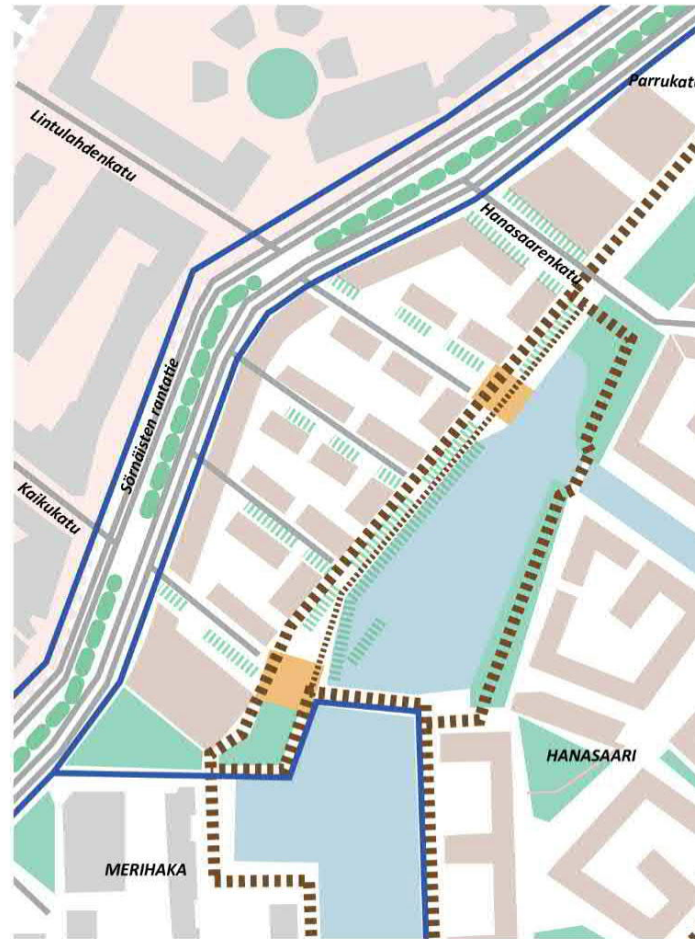 Parrukatu
Lintulahdenkatu
Hanasaarenkatu
Sörnäisten rantatie
Kaikukatu
HANASAARI
MERIHAKA